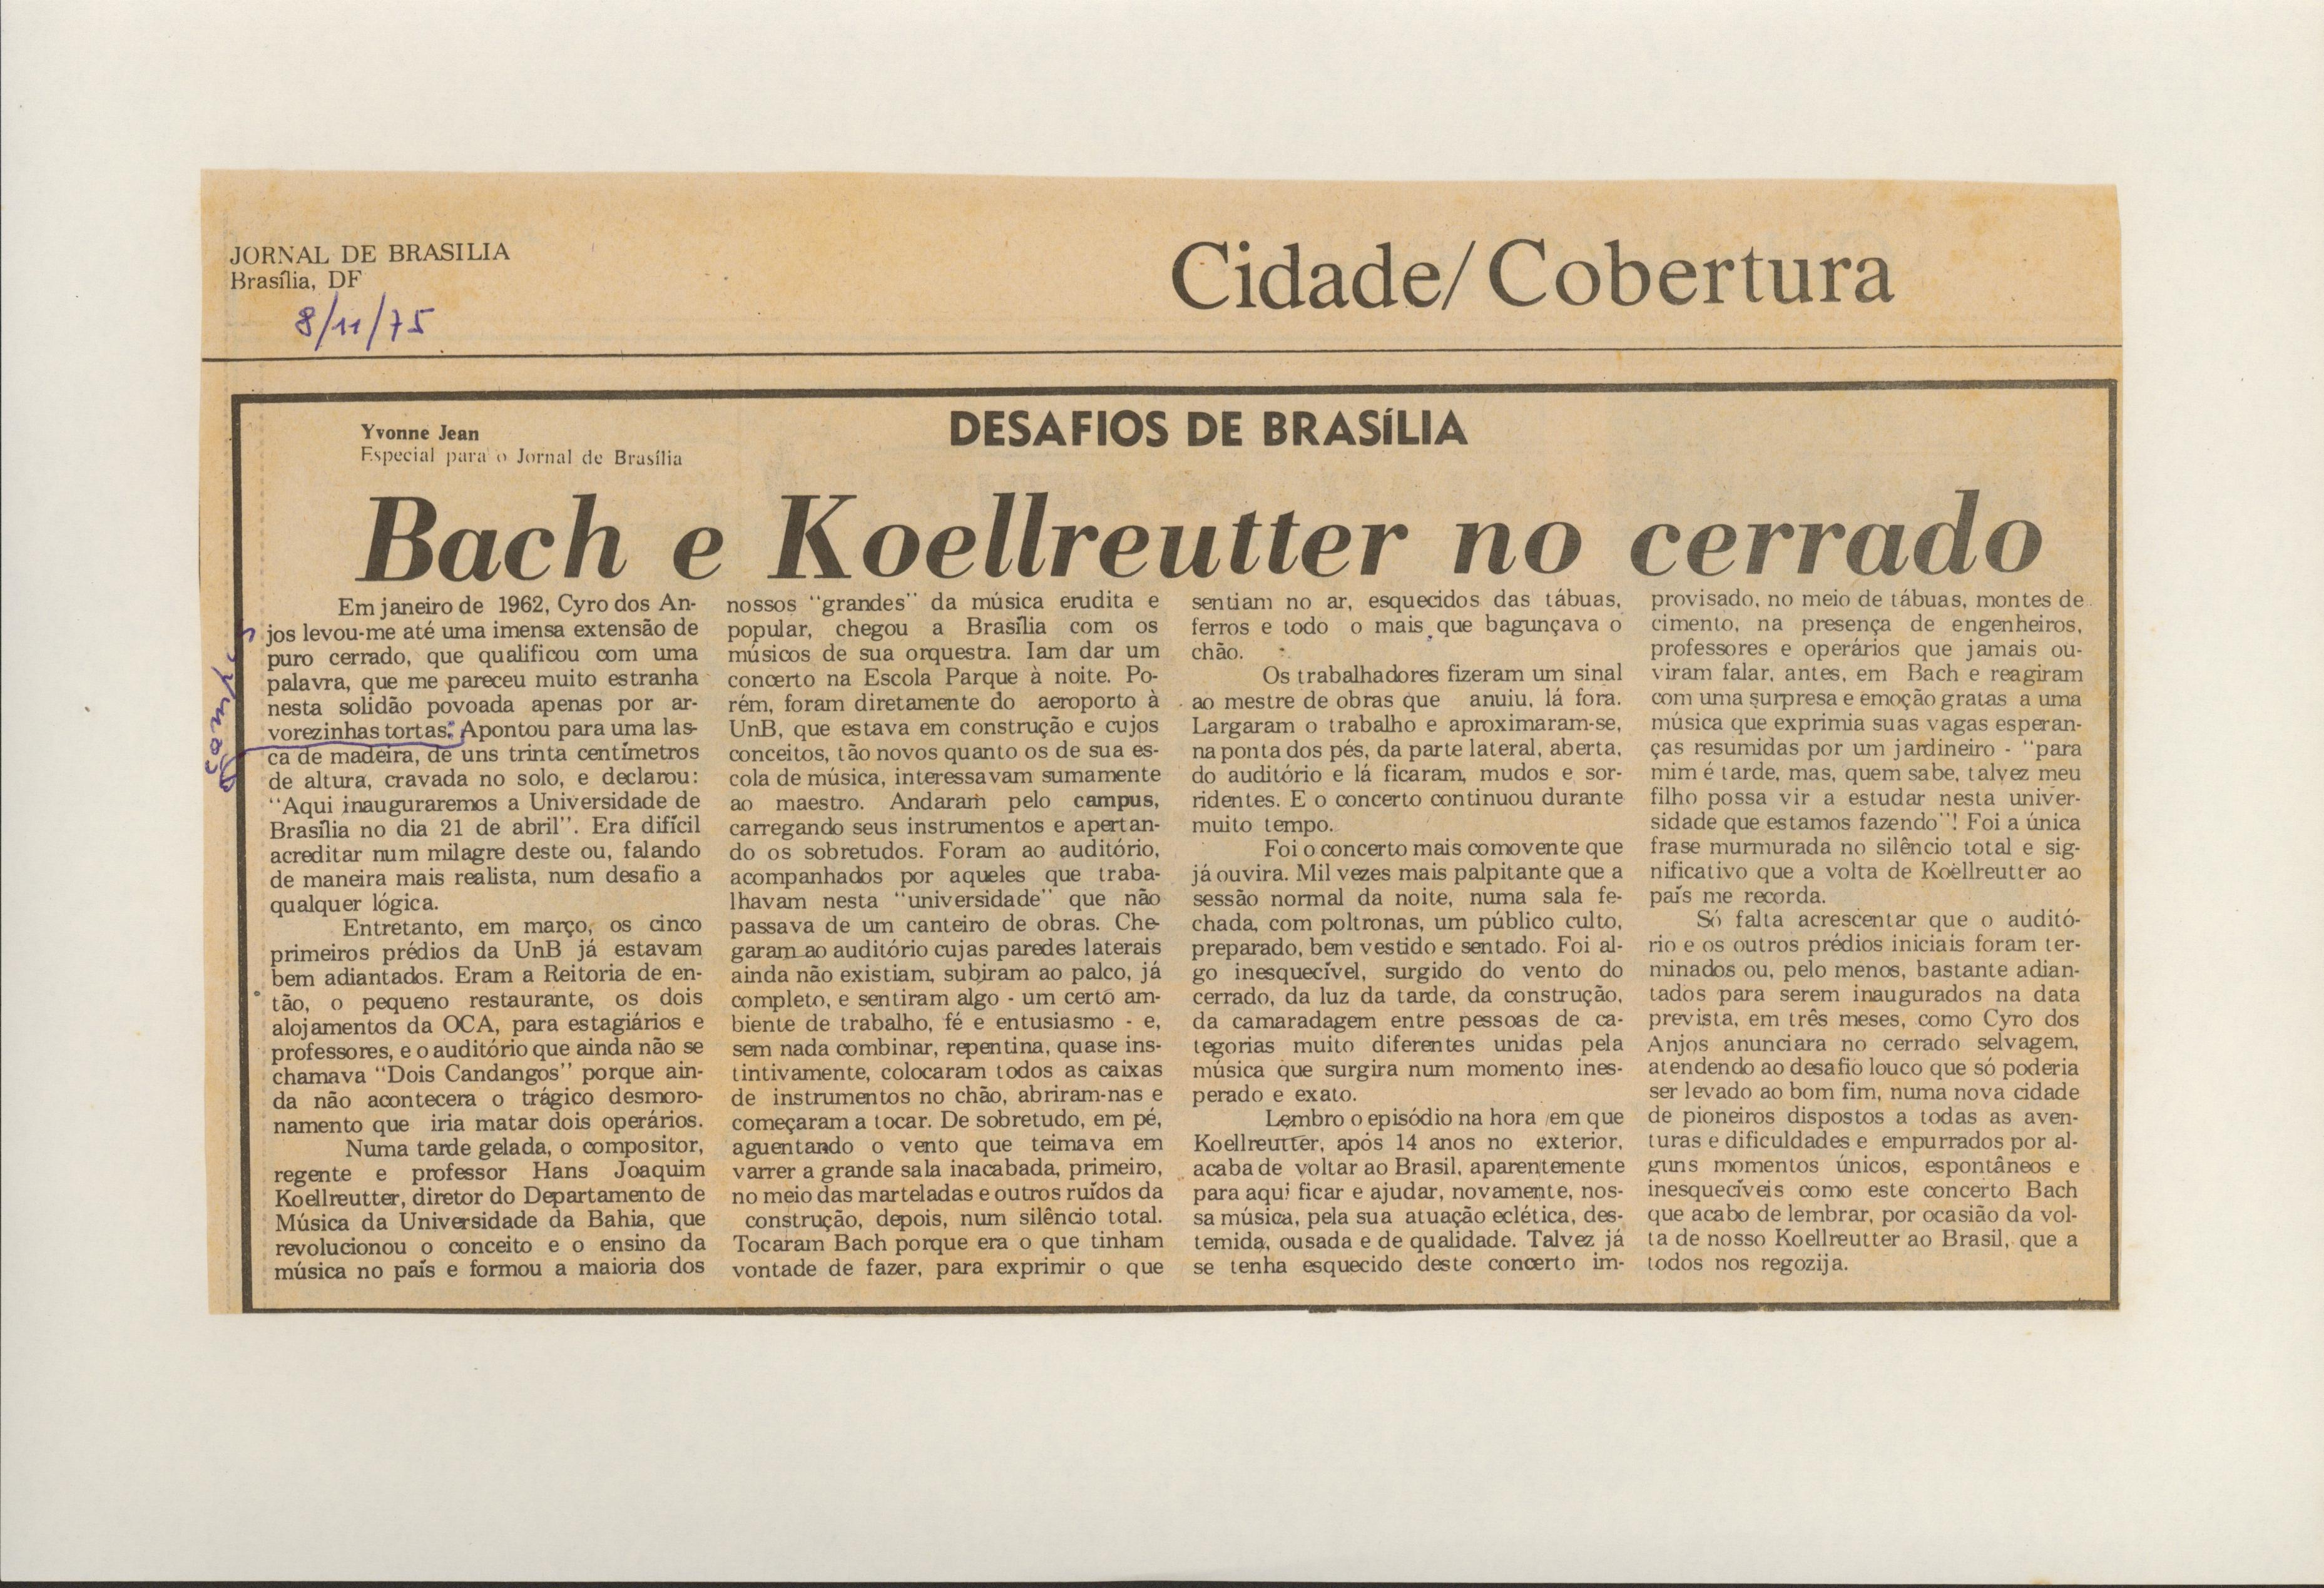 JORNAL DE BRASILIA
Brasília, DF
8/11/75
Cidade/Cobertura
Yvonne Jean
Especial para o Jornal de Brasília
DESAFIOS DE BRASÍLIA
Bach e Koellreutter no cerrado
Em janeiro de 1962, Cyro dos An-
jos levou-me até uma imensa extensão de
puro cerrado, que qualificou com uma
palavra, que me pareceu muito estranha
nesta solidão povoada apenas por ar-
vorezinhas tortas: Apontou para uma las-
ca de madeira, de uns trinta centímetros
de altura, cravada no solo, e declarou:
"Aqui inauguraremos a Universidade de
Brasília no dia 21 de abril". Era difícil
acreditar num milagre deste ou, falando
de maneira mais realista, num desafio a
qualquer lógica.
Entretanto, em março, os cinco
primeiros prédios da UnB já estavam
bem adiantados. Eram a Reitoria de en-
tão, o pequeno restaurante, os dois
alojamentos da OCA, para estagiários e
professores, e o auditório que ainda não se
chamava "Dois Candangos" porque ain-
da não acontecera o trágico desmoro-
namento que iria matar dois operários.
Numa tarde gelada, o compositor,
regente e professor Hans Joaquim
Koellreutter, diretor do Departamento de
Música da Universidade da Bahia, que
revolucionou o conceito e o ensino da
música no país e formou a maioria dos
nossos "grandes" da música erudita e
popular, chegou a Brasília com os
músicos de sua orquestra. Iam dar um
concerto na Escola Parque à noite. Po-
rém, foram diretamente do aeroporto à
UnB, que estava em construção e cujos
conceitos, tão novos quanto os de sua es-
cola de música, interessavam sumamente
ao maestro. Andaram pelo campus,
carregando seus instrumentos e apertan-
do os sobretudos. Foram ao auditório,
acompanhados por aqueles que traba-
lhavam nesta "universidade" que não
passava de um canteiro de obras. Che-
garam ao auditório cujas paredes laterais
ainda não existiam, subiram ao palco, já
completo, e sentiram algo - um certo am-
biente de trabalho, fé e entusiasmo - e,
sem nada combinar, repentina, quase ins-
tintivamente, colocaram todos as caixas
de instrumentos no chão, abriram-nas e
começaram a tocar. De sobretudo, em pé,
aguentando o vento que teimava em
varrer a grande sala inacabada, primeiro,
no meio das marteladas e outros ruídos da
construção, depois, num silêncio total.
Tocaram Bach porque era o que tinham
vontade de fazer, para exprimir o que
sentiam no ar, esquecidos das tábuas,
ferros e todo o mais que bagunçava o
chão.
Os trabalhadores fizeram um sinal
ao mestre de obras que anuiu, lá fora.
Largaram o trabalho e aproximaram-se,
na ponta dos pés, da parte lateral, aberta,
do auditório e lá ficaram, mudos e sor-
ridentes. E o concerto continuou durante
muito tempo.
Foi o concerto mais comovente que
já ouvira. Mil vezes mais palpitante que a
sessão normal da noite, numa sala fe-
chada, com poltronas, um público culto,
preparado, bem vestido e sentado. Foi al-
go inesquecível, surgido do vento do
cerrado, da luz da tarde, da construção,
da camaradagem entre pessoas de ca-
tegorias muito diferentes unidas pela
música que surgira num momento ines-
perado e exato.
Lembro o episódio na hora em que
Koellreutter, após 14 anos no exterior,
acaba de voltar ao Brasil, aparentemente
para aqui ficar e ajudar, novamente, nos-
sa música, pela sua atuação eclética, des-
temida, ousada e de qualidade. Talvez já
se tenha esquecido deste concerto im-
provisado, no meio de tábuas, montes de
cimento, na presença de engenheiros,
professores e operários que jamais ou-
viram falar, antes, em Bach e reagiram
com uma surpresa e emoção gratas a uma
música que exprimia suas vagas esperan-
ças resumidas por um jardineiro - "para
mim é tarde, mas, quem sabe, talvez meu
filho possa vir a estudar nesta univer-
sidade que estamos fazendo"! Foi a única
frase murmurada no silêncio total e sig-
nificativo que a volta de Koellreutter ao
país me recorda.
Só falta acrescentar que o auditó-
rio e os outros prédios iniciais foram ter-
minados ou, pelo menos, bastante adian-
tados para serem inaugurados na data
prevista, em três meses, como Cyro dos
Anjos anunciara no cerrado selvagem,
atendendo ao desafio louco que só poderia
ser levado ao bom fim, numa nova cidade
de pioneiros dispostos a todas as aven-
turas e dificuldades e empurrados por al-
guns momentos únicos, espontâneos e
inesquecíveis como este concerto Bach
que acabo de lembrar, por ocasião da vol-
ta de nosso Koellreutter ao Brasil, que a
todos nos regozija.